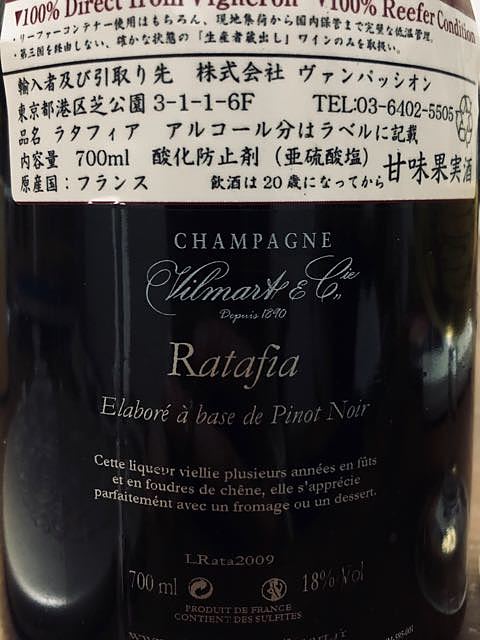 ▼100% Direct from Vigneron ▼100% Reefer Condition
・リーファーコンテナー使用はもちろん、現地集荷から国内保管まで完璧な低温管理。
・第三国を経由しない、確かな状態の「生産者蔵出し」ワインのみを取扱い。
輸入者及び引取り先 株式会社 ヴァンパッシオン
東京都港区芝公園 3-1-1-6F TEL:03-6402-5505
品名 ラタフィア アルコール分はラベルに記載
内容量 700ml 酸化防止剤(亜硫酸塩) 甘味果実酒
原産国:フランス 飲酒は 20 歳になってから
CHAMPAGNE
Vilmart & Cie
Depuis 1890
Ratafia
Elaboré à base de Pinot Noir
Cette liqueur vieillie plusieurs années en fûts
et en foudres de chêne, elle s'apprécie
parfaitement avec un fromage ou un dessert.
LRata2009
700 ml 18% Vol
PRODUIT DE FRANCE
CONTIENT DES SULFITES